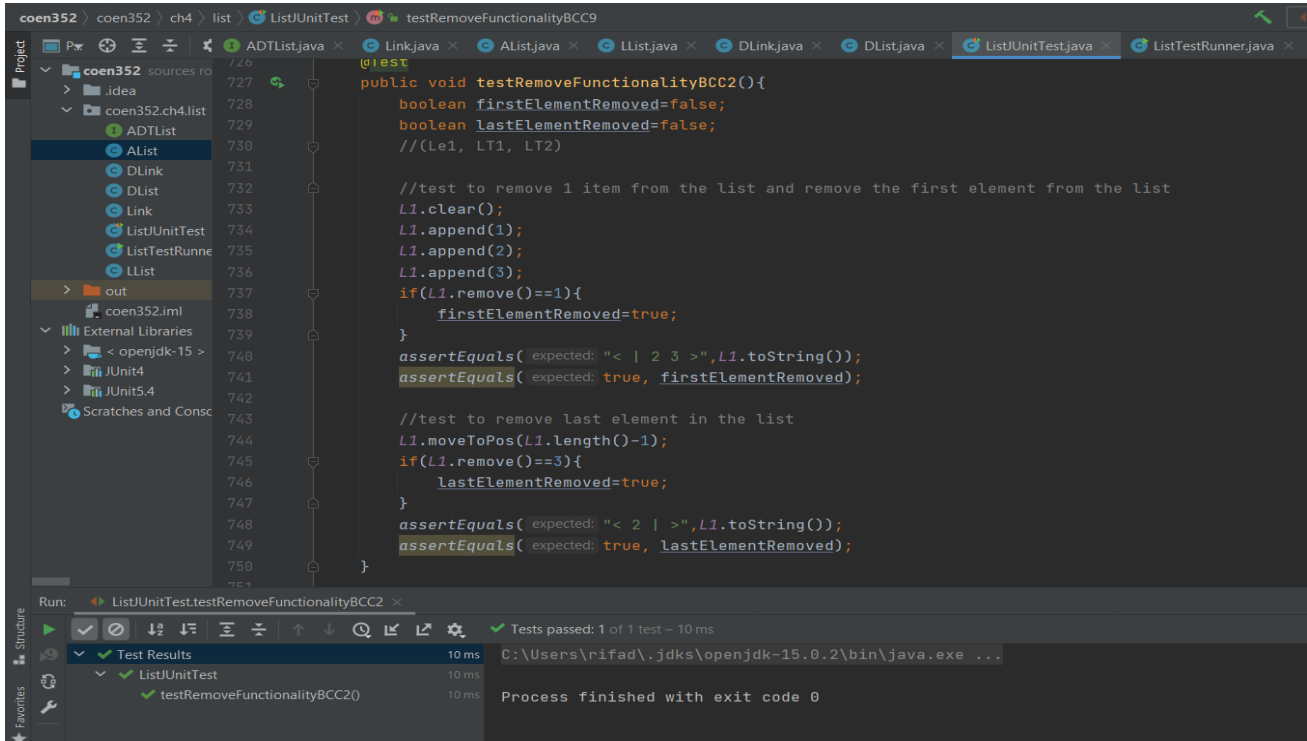 coen352 〉 coen352 〉 ch4 〉 list 〉 ListJUnitTest 〉 testRemoveFunctionalityBCC9
ADTList.java × Link.java × AList.java × LList.java × DLink.java × DList.java × ListJUnitTest.java × ListTestRunner.java ×
Project
coen352 sources ro
.idea
coen352.ch4.list
ADTList
AList
DLink
DList
Link
ListJUnitTest
ListTestRunne
LList
out
coen352.iml
External Libraries
< openjdk-15 >
JUnit4
JUnit5.4
Scratches and Consc
726 @Test
727 public void testRemoveFunctionalityBCC2(){
728 boolean firstElementRemoved=false;
729 boolean lastElementRemoved=false;
730 //(Le1, LT1, LT2)
731
732 //test to remove 1 item from the list and remove the first element from the list
733 L1.clear();
734 L1.append(1);
735 L1.append(2);
736 L1.append(3);
737 if(L1.remove()==1){
738 firstElementRemoved=true;
739 }
740 assertEquals( expected: "< | 2 3 >",L1.toString());
741 assertEquals( expected: true, firstElementRemoved);
742
743 //test to remove last element in the list
744 L1.moveToPos(L1.length()-1);
745 if(L1.remove()==3){
746 lastElementRemoved=true;
747 }
748 assertEquals( expected: "< 2 | >",L1.toString());
749 assertEquals( expected: true, lastElementRemoved);
750 }
751
Run: ListJUnitTest.testRemoveFunctionalityBCC2 ×
Tests passed: 1 of 1 test – 10 ms
Test Results 10 ms
ListJUnitTest 10 ms
testRemoveFunctionalityBCC2() 10 ms
C:\Users\rifad\.jdks\openjdk-15.0.2\bin\java.exe ...
Process finished with exit code 0
Structure
Favorites